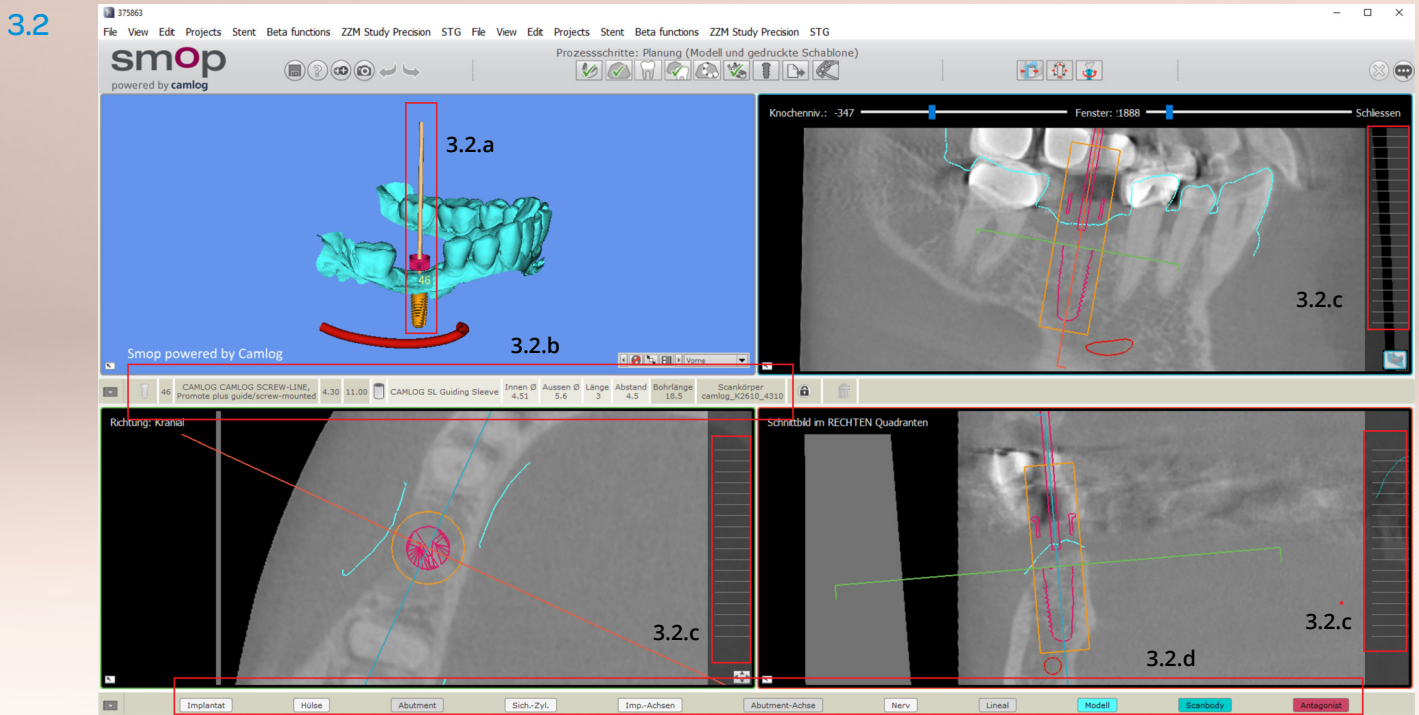 3.2
375863
File View Edit Projects Stent Beta functions ZZM Study Precision STG File View Edit Projects Stent Beta functions ZZM Study Precision STG
smop
powered by camlog
Prozessschritte: Planung (Modell und gedruckte Schablone)
3.2.a
46
3.2.b
Smop powered by Camlog
Vorne
Knochenniv.: -347
Fenster: 1888
Schliessen
3.2.c
46
CAMLOG CAMLOG SCREW-LINE,
Promote plus guide/screw-mounted
4.30
11.00
CAMLOG SL Guiding Sleeve
Innen Ø
4.51
Aussen Ø
5.6
Länge
3
Abstand
4.5
Bohrlänge
18.5
Scankörper
camlog_K2610_4310
Richtung: Kranial
3.2.c
Schnittbild im RECHTEN Quadranten
3.2.c
3.2.d
Implantat
Hülse
Abutment
Sich.-Zyl.
Imp.-Achsen
Abutment-Achse
Nerv
Lineal
Modell
Scanbody
Antagonist